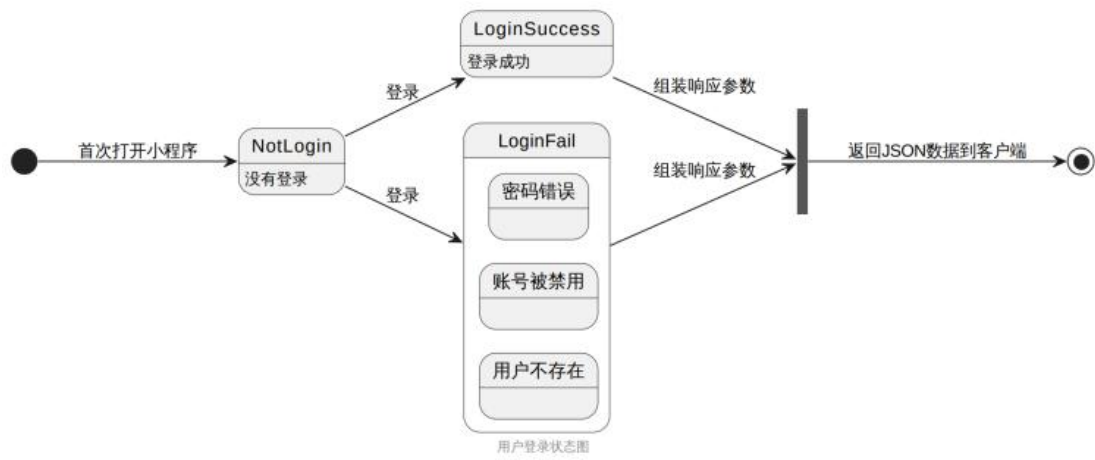 首次打开小程序
NotLogin
没有登录
登录
登录
LoginSuccess
登录成功
LoginFail
密码错误
账号被禁用
用户不存在
组装响应参数
组装响应参数
返回JSON数据到客户端
用户登录状态图